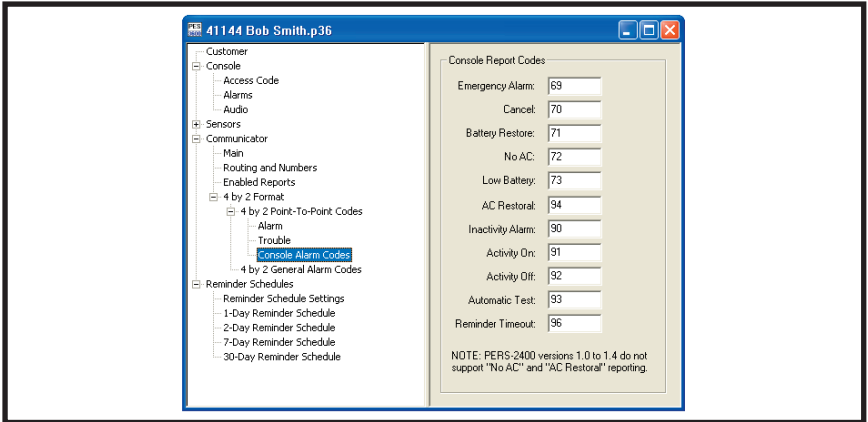 PES
2400
41144 Bob Smith.p36
Customer
Console
Access Code
Alarms
Audio
Sensors
Communicator
Main
Routing and Numbers
Enabled Reports
4 by 2 Format
4 by 2 Point-To-Point Codes
Alarm
Trouble
Console Alarm Codes
4 by 2 General Alarm Codes
Reminder Schedules
Reminder Schedule Settings
1-Day Reminder Schedule
2-Day Reminder Schedule
7-Day Reminder Schedule
30-Day Reminder Schedule
Console Report Codes
Emergency Alarm: 69
Cancel: 70
Battery Restore: 71
No AC: 72
Low Battery: 73
AC Restoral: 94
Inactivity Alarm: 90
Activity On: 91
Activity Off: 92
Automatic Test: 93
Reminder Timeout: 96
NOTE: PERS-2400 versions 1.0 to 1.4 do not
support "No AC" and "AC Restoral" reporting.